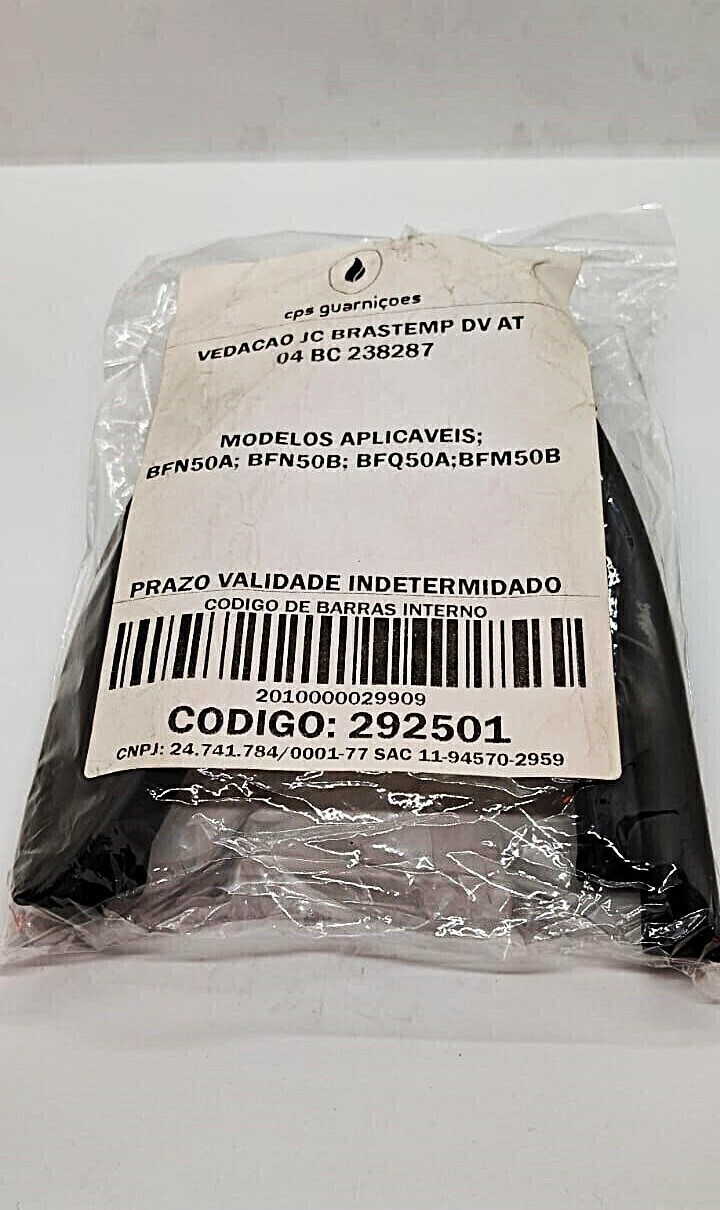 cps guarniçoes
VEDACAO JC BRASTEMP DV AT
04 BC 238287
MODELOS APLICAVEIS;
BFN50A; BFN50B; BFQ50A;BFM50B
PRAZO VALIDADE INDETERMIDADO
CODIGO DE BARRAS INTERNO
2010000029909
CODIGO: 292501
CNPJ: 24.741.784/0001-77 SAC 11-94570-2959